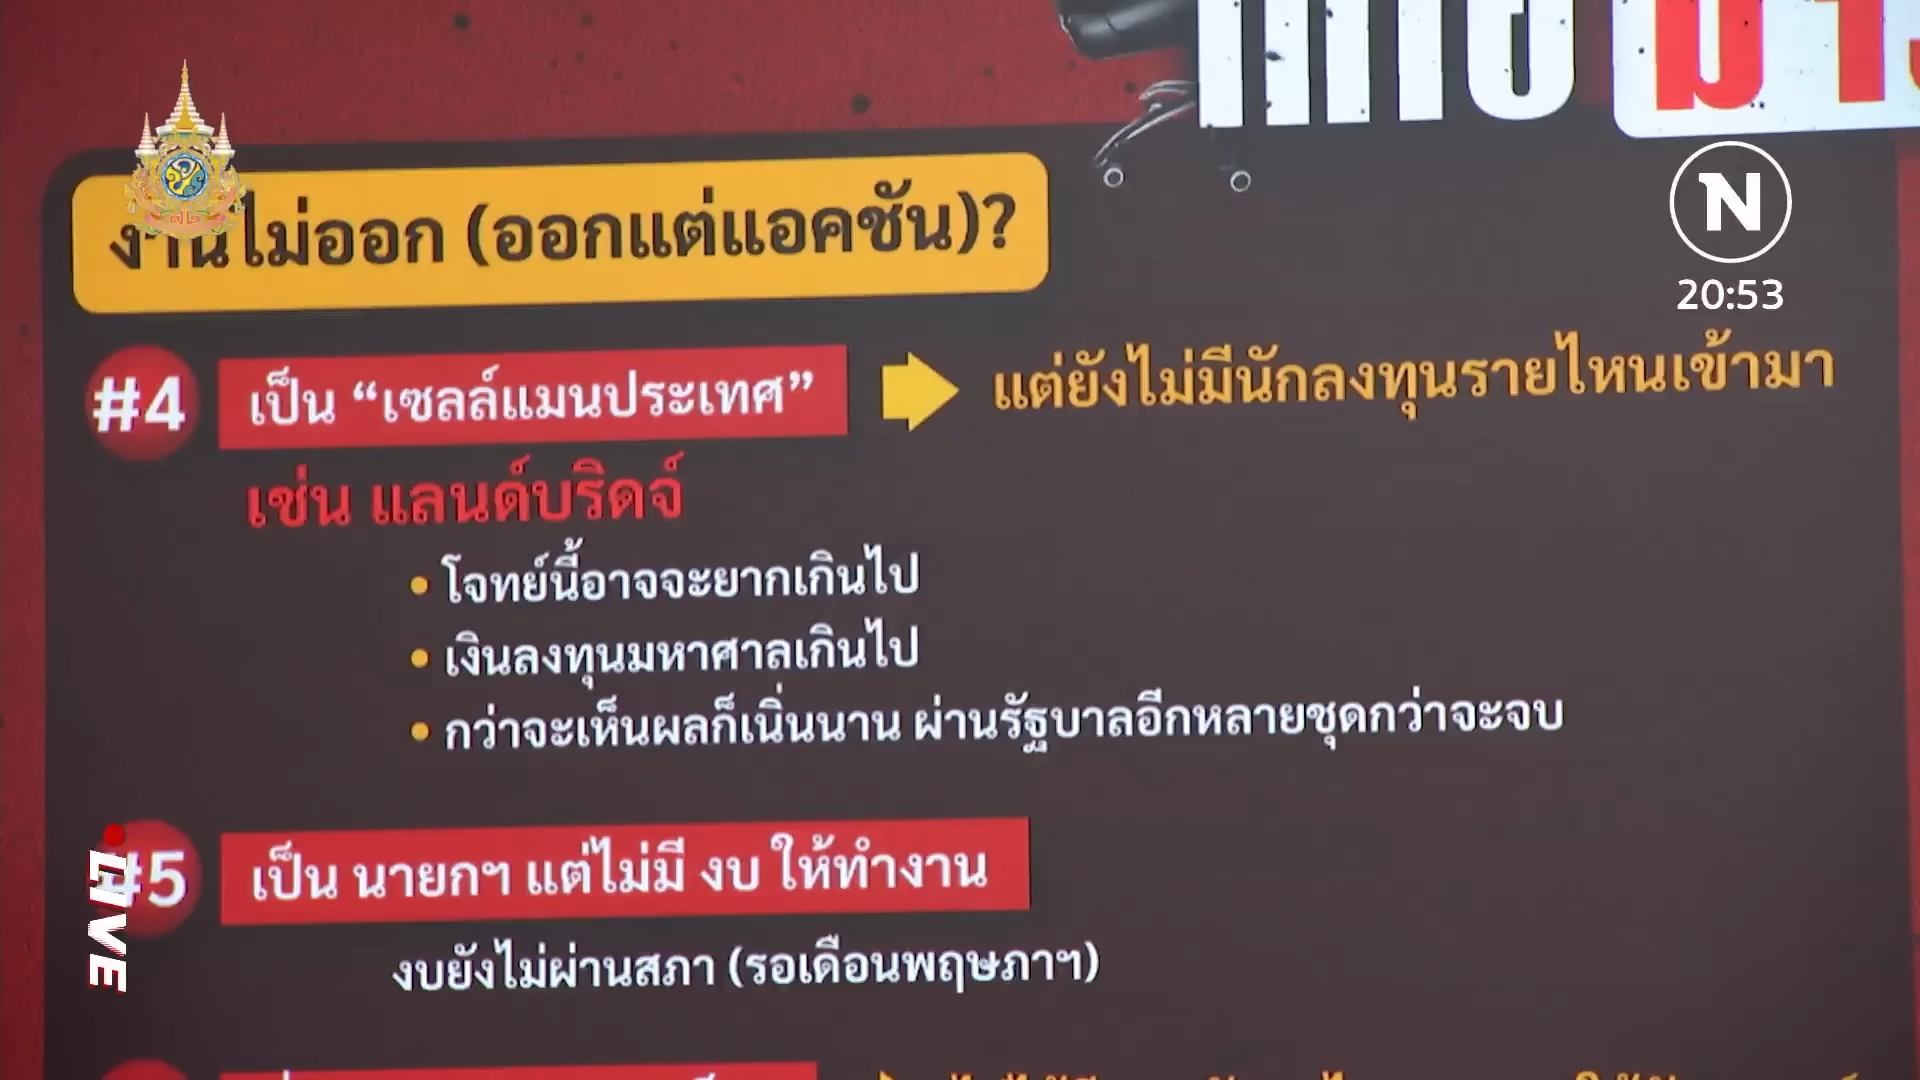 N
20:53
งานไม่ออก (ออกแต่แอคชัน)?
#4 เป็น “เซลล์แมนประเทศ” แต่ยังไม่มีนักลงทุนรายไหนเข้ามา
เช่น แลนด์บริดจ์
• โจทย์นี้อาจจะยากเกินไป
• เงินลงทุนมหาศาลเกินไป
• กว่าจะเห็นผลก็เนิ่นนาน ผ่านรัฐบาลอีกหลายชุดกว่าจะจบ
#5 เป็น นายกฯ แต่ไม่มี งบ ให้ทำงาน
งบยังไม่ผ่านสภา (รอเดือนพฤษภาฯ)
LIVE